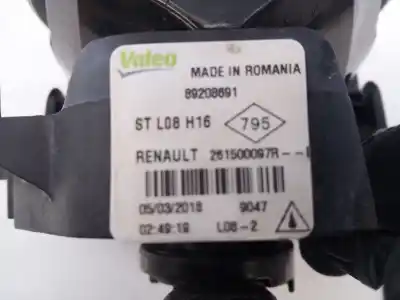 Valeo
MADE IN ROMANIA
89208691
ST L08 H16
795
RENAULT 261500097R--
05/03/2018 9047
02:49:19 L08-2